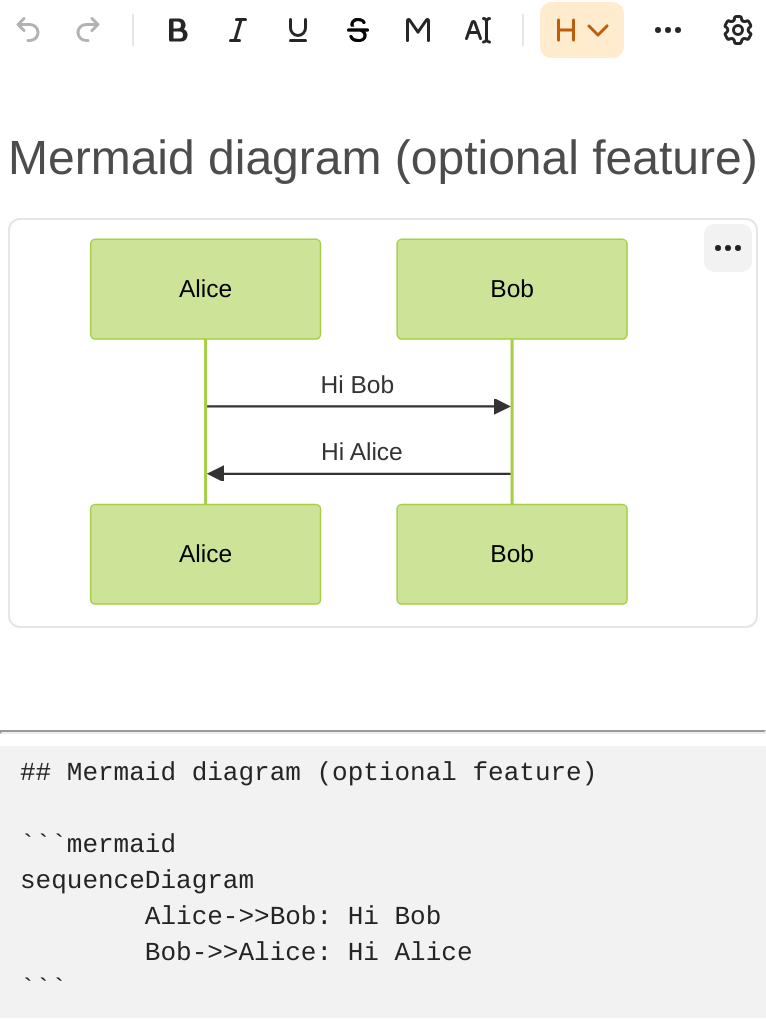 B I U S M A H
Mermaid diagram (optional feature)
Alice Bob
Hi Bob
Hi Alice
Alice Bob
## Mermaid diagram (optional feature)

```mermaid
sequenceDiagram
        Alice->>Bob: Hi Bob
        Bob->>Alice: Hi Alice
```